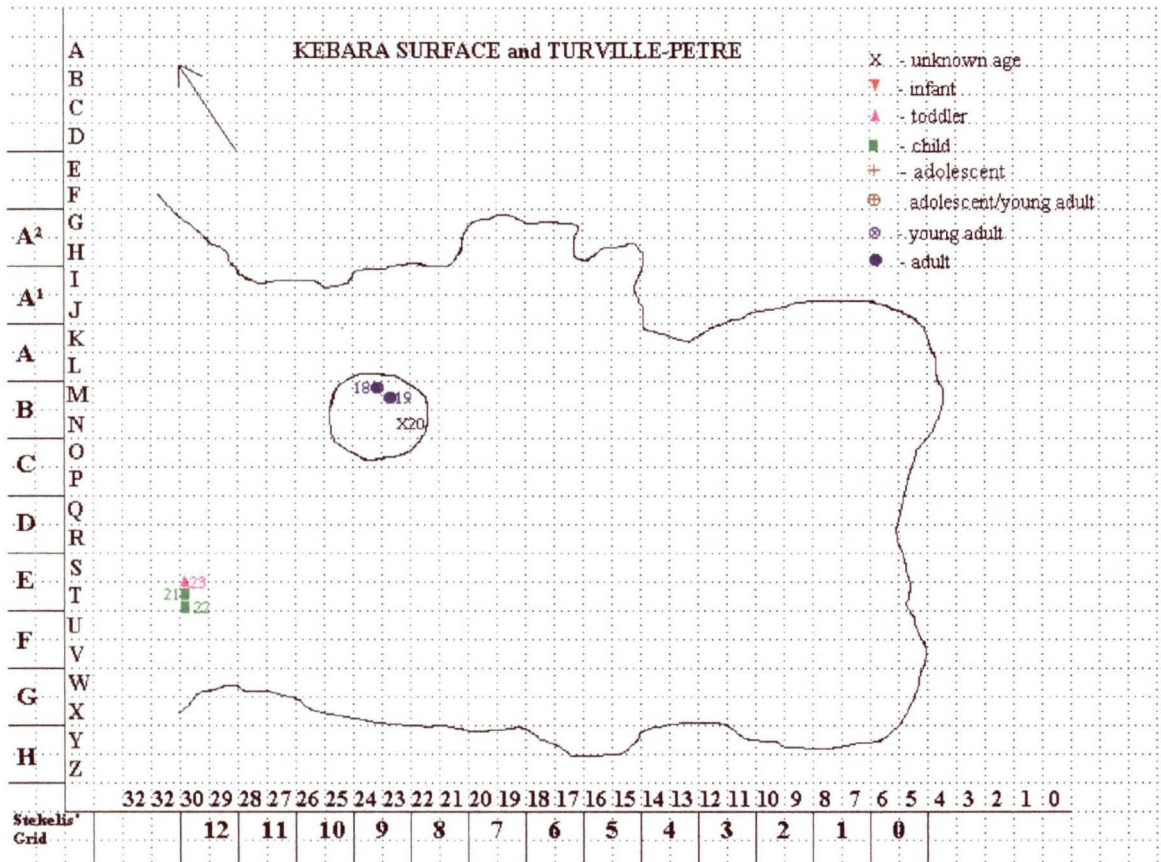 KEBARA SURFACE and TURVILLE-PETRE
X - unknown age
- infant
- toddler
- child
- adolescent
adolescent/young adult
- young adult
- adult
A
B
C
D
E
F
G
A² H
I
A¹ J
K
A L
M
B N
O
C P
Q
D R
S
E T
U
F V
W
G X
Y
H Z
18
19
X20
23
21
22
32 32 30 29 28 27 26 25 24 23 22 21 20 19 18 17 16 15 14 13 12 11 10 9 8 7 6 5 4 3 2 1 0
Stekelis' Grid 12 11 10 9 8 7 6 5 4 3 2 1 0